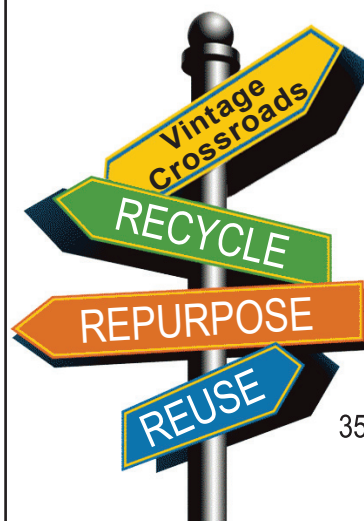 Vintage
Crossroads
RECYCLE
REPURPOSE
REUSE
35